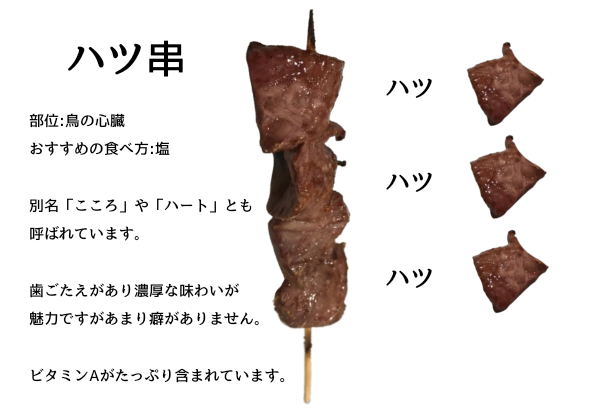 ハツ串
部位:鳥の心臓
おすすめの食べ方:塩
別名「こころ」や「ハート」とも
呼ばれています。
歯ごたえがあり濃厚な味わいが
魅力ですがあまり癖がありません。
ビタミンAがたっぷり含まれています。
ハツ
ハツ
ハツ